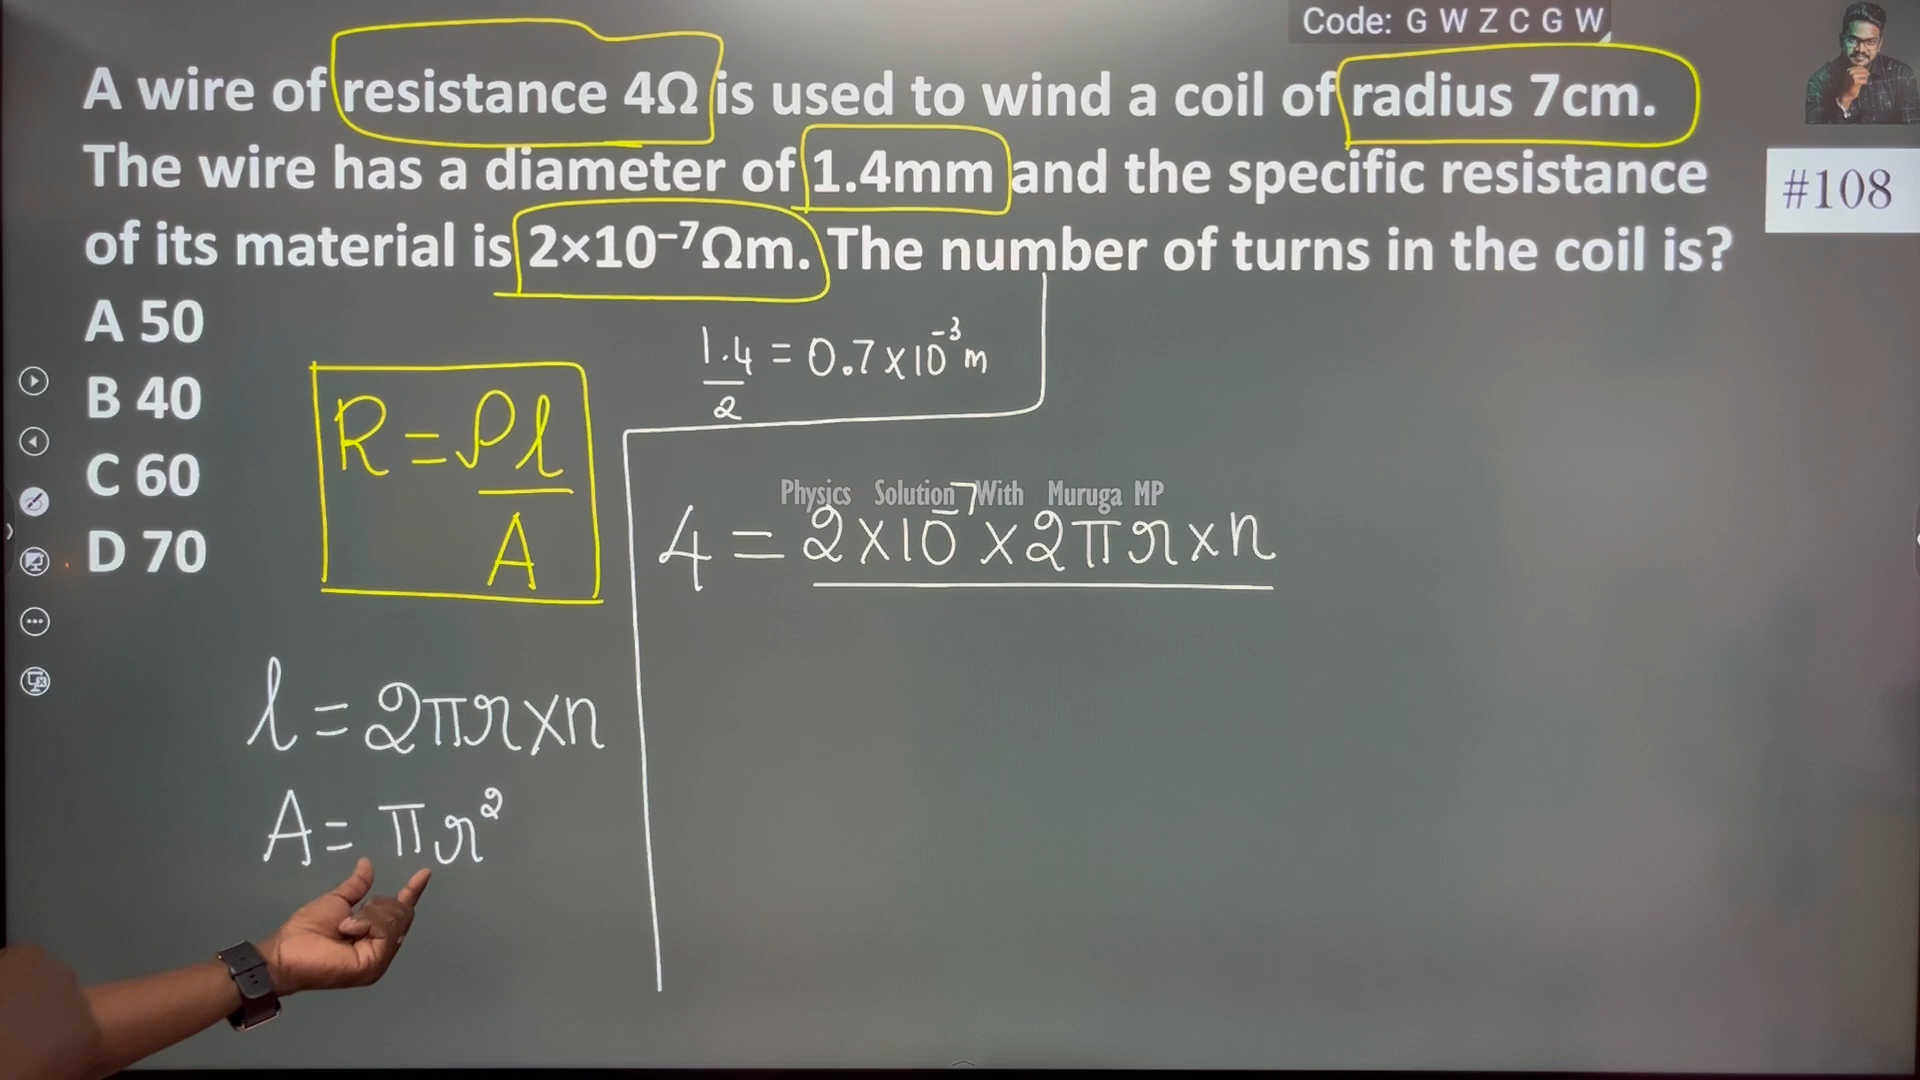 Code: G W Z C G W
A wire of resistance 4Ω is used to wind a coil of radius 7cm.
The wire has a diameter of 1.4mm and the specific resistance
#108
of its material is 2×10⁻⁷Ωm. The number of turns in the coil is?
A 50
B 40
C 60
D 70
1.4/2 = 0.7×10⁻³m
R = ρl/A
Physics Solution With Muruga MP
4 = 2×10⁻⁷×2πr×n
l = 2πr×n
A = πr²